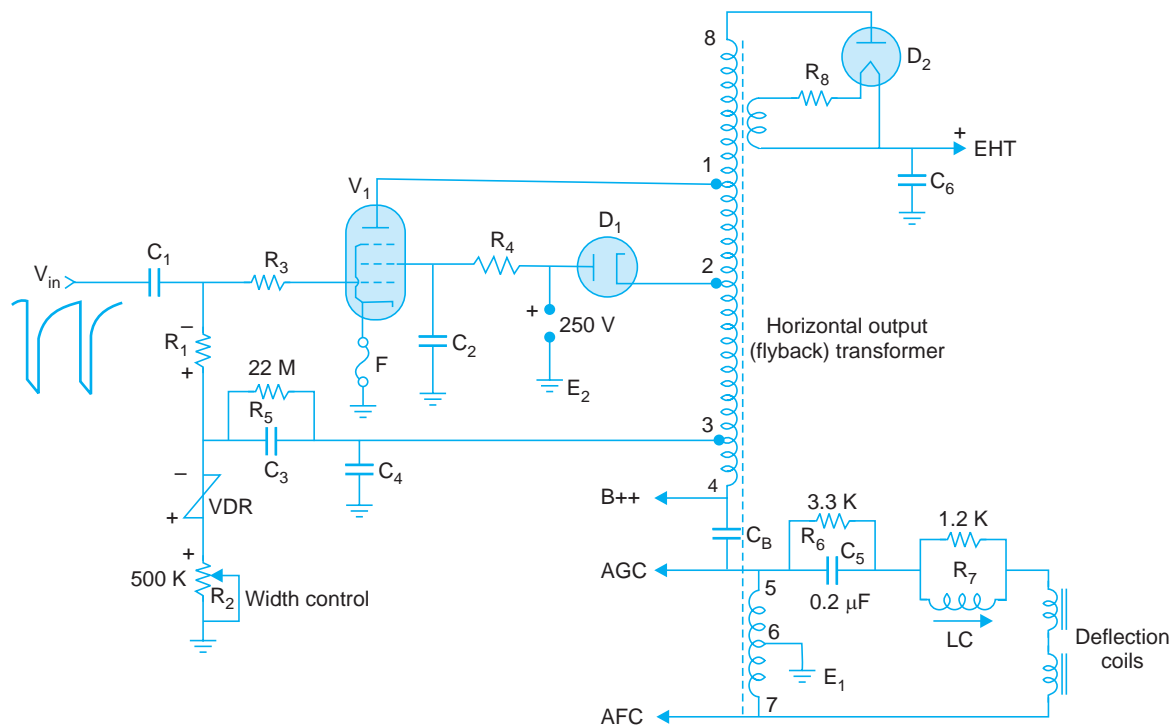 8
D2
R8
+
EHT
C6
1
V1
D1
R4
C1
R3
Vin
2
+
250 V
E2
Horizontal output
(flyback) transformer
–
R1
+
F
C2
22 M
R5
C3
C4
3
4
–
VDR
+
B++
CB
3.3 K
R6
C5
0.2 μF
1.2 K
R7
LC
AGC
+
500 K
R2
Width control
5
6
E1
7
Deflection
coils
AFC